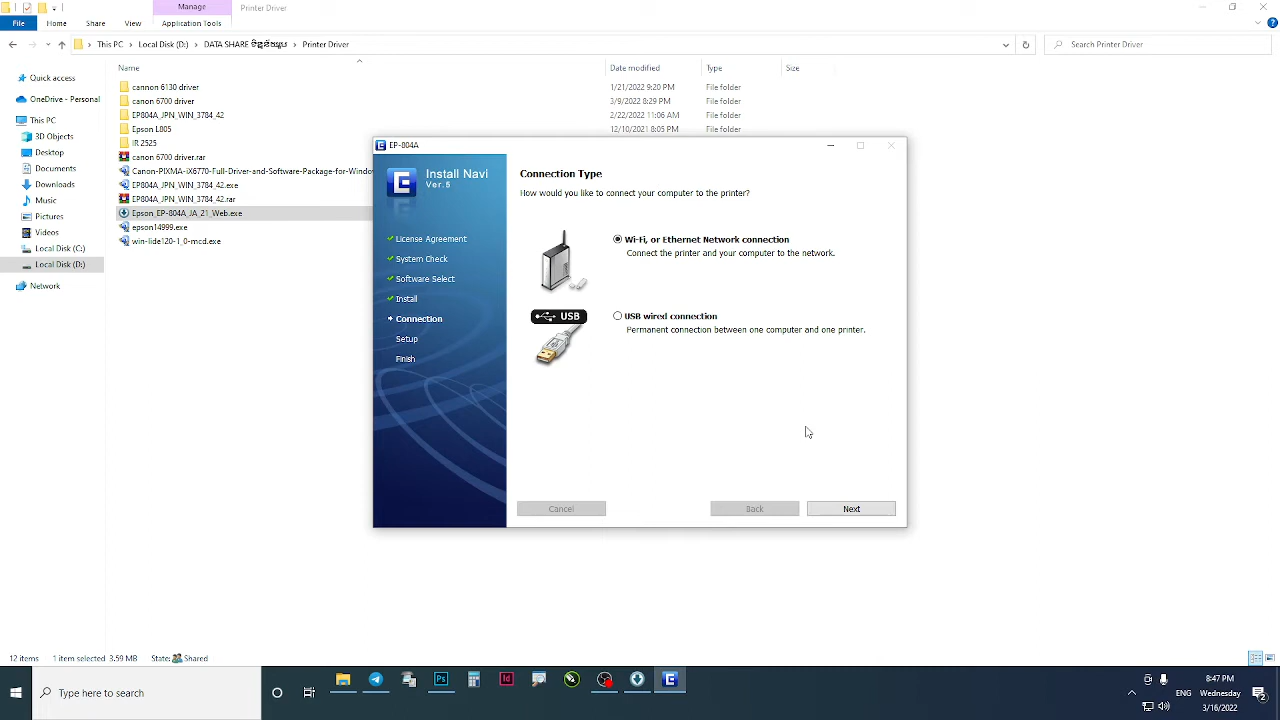 Manage
Printer Driver
File
Home
Share
View
Application Tools
This PC
Local Disk (D:)
DATA SHARE
Printer Driver
Search Printer Driver
Name
Date modified
Type
Size
Quick access
OneDrive - Personal
This PC
3D Objects
Desktop
Documents
Downloads
Music
Pictures
Videos
Local Disk (C:)
Local Disk (D:)
Network
cannon 6130 driver
1/21/2022 9:20 PM
File folder
canon 6700 driver
3/9/2022 8:29 PM
File folder
EP804A_JPN_WIN_3784_42
2/22/2022 11:06 AM
File folder
Epson L805
12/10/2021 8:05 PM
File folder
IR 2525
canon 6700 driver.rar
Canon-PIXMA-iX6770-Full-Driver-and-Software-Package-for-Windo
EP804A_JPN_WIN_3784_42.exe
EP804A_JPN_WIN_3784_42.rar
Epson_EP-804A_JA_21_Web.exe
epson14999.exe
win-lide120-1_0-mcd.exe
EP-804A
Install Navi
Ver.5
License Agreement
System Check
Software Select
Install
Connection
Setup
Finish
Connection Type
How would you like to connect your computer to the printer?
Wi-Fi, or Ethernet Network connection
Connect the printer and your computer to the network.
USB
USB wired connection
Permanent connection between one computer and one printer.
Cancel
Back
Next
12 items
1 item selected
3.59 MB
State:
Shared
Type here to search
Ps
Id
ENG
8:47 PM
Wednesday
3/16/2022
2